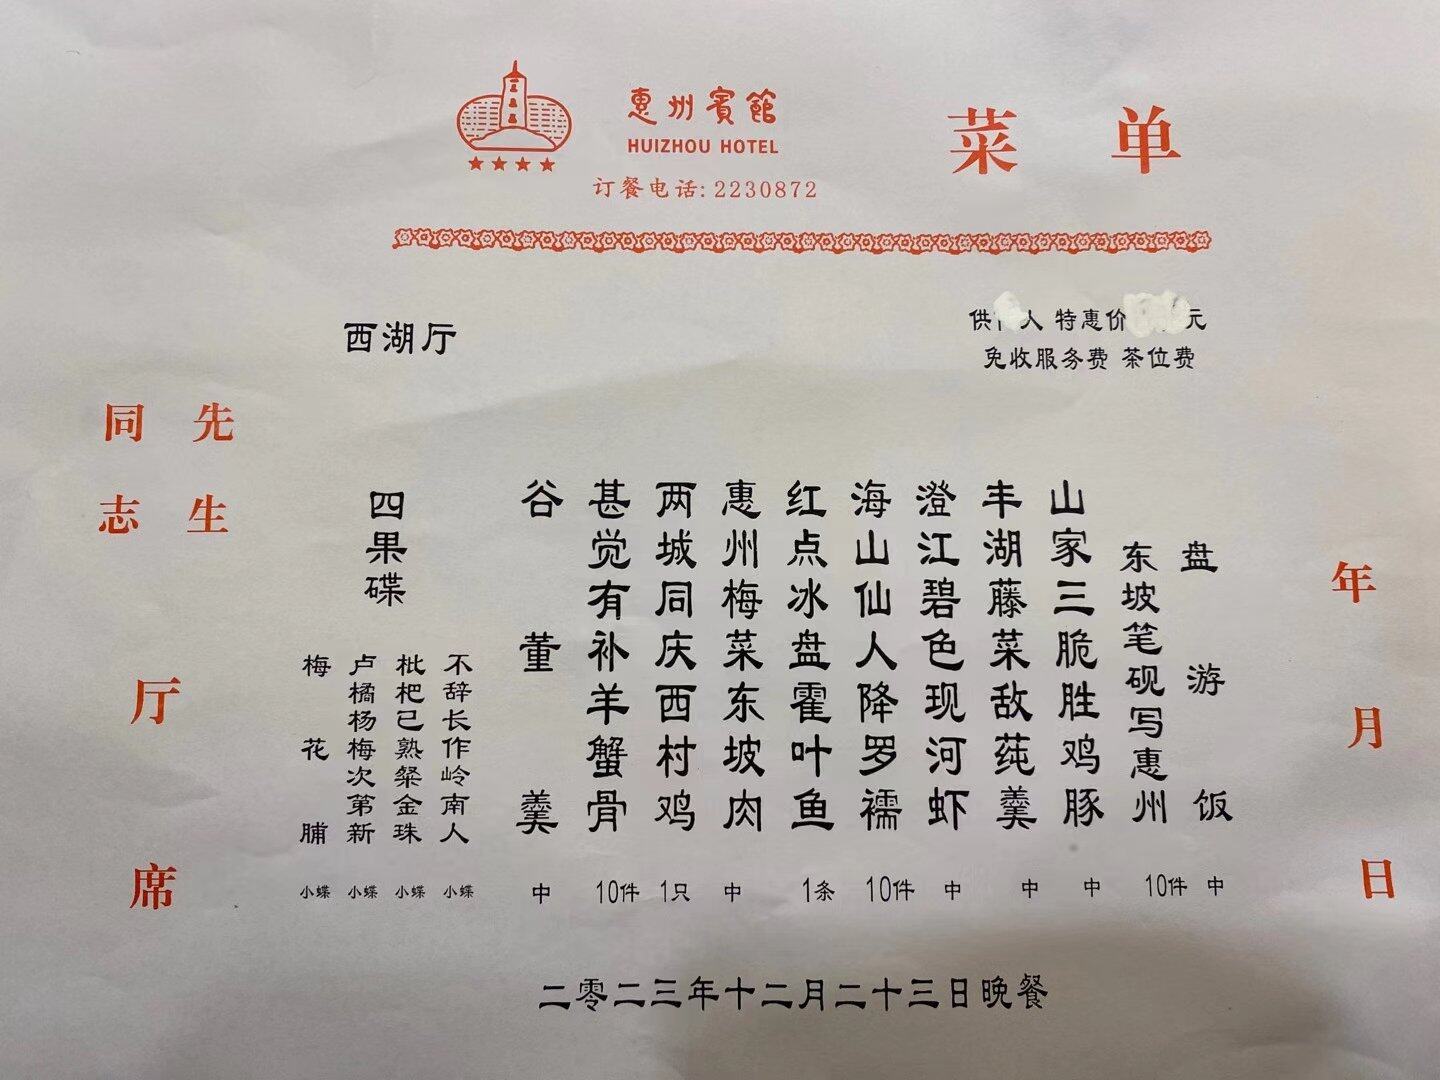 惠州賓館
HUIZHOU HOTEL
订餐电话: 2230872
菜单
西湖厅
供 人 特惠价 元
免收服务费 茶位费
先生
同志
厅席
四果碟
梅花脯 小蝶
卢橘杨梅次第新 小蝶
枇杷已熟粲金珠 小蝶
不辞长作岭南人 小蝶
谷董羹 中
甚觉有补羊蟹骨 10件
两城同庆西村鸡 1只
惠州梅菜东坡肉 中
红点冰盘霍叶鱼 1条
海山仙人降罗襦 10件
澄江碧色现河虾 中
丰湖藤菜敌莼羹 中
山家三脆胜鸡豚 中
东坡笔砚写惠州 10件
盘游饭 中
年月日
二零二三年十二月二十三日晚餐